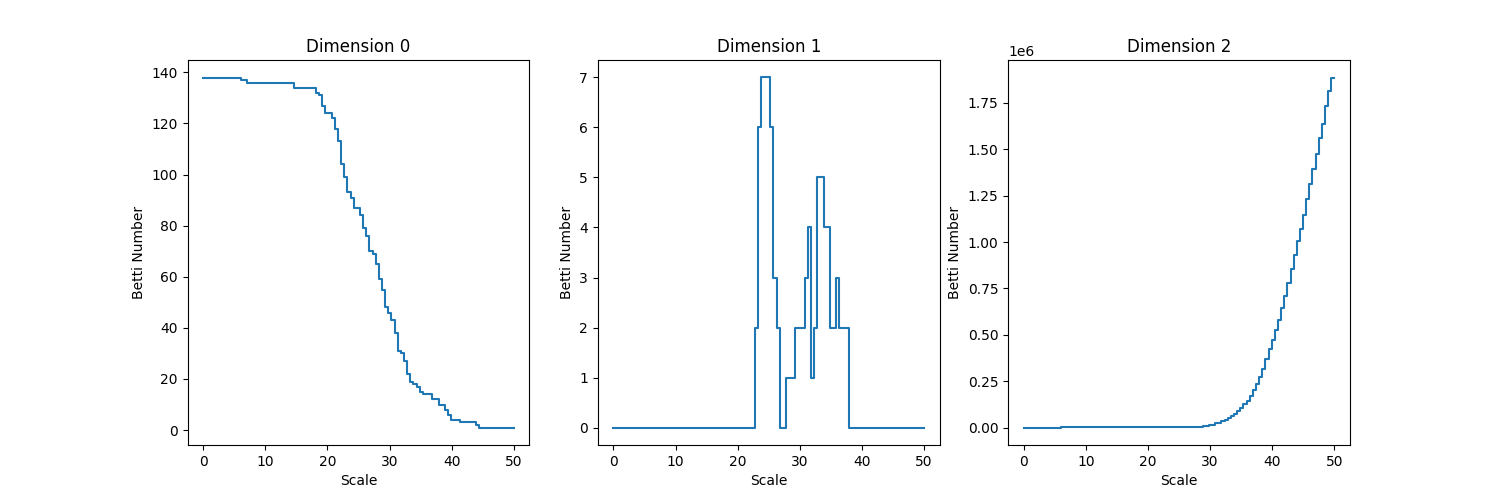 Dimension 0
140
120
100
80
60
40
20
0
Betti Number
0 10 20 30 40 50
Scale
Dimension 1
7
6
5
4
3
2
1
0
Betti Number
0 10 20 30 40 50
Scale
Dimension 2
1e6
1.75
1.50
1.25
1.00
0.75
0.50
0.25
0.00
Betti Number
0 10 20 30 40 50
Scale